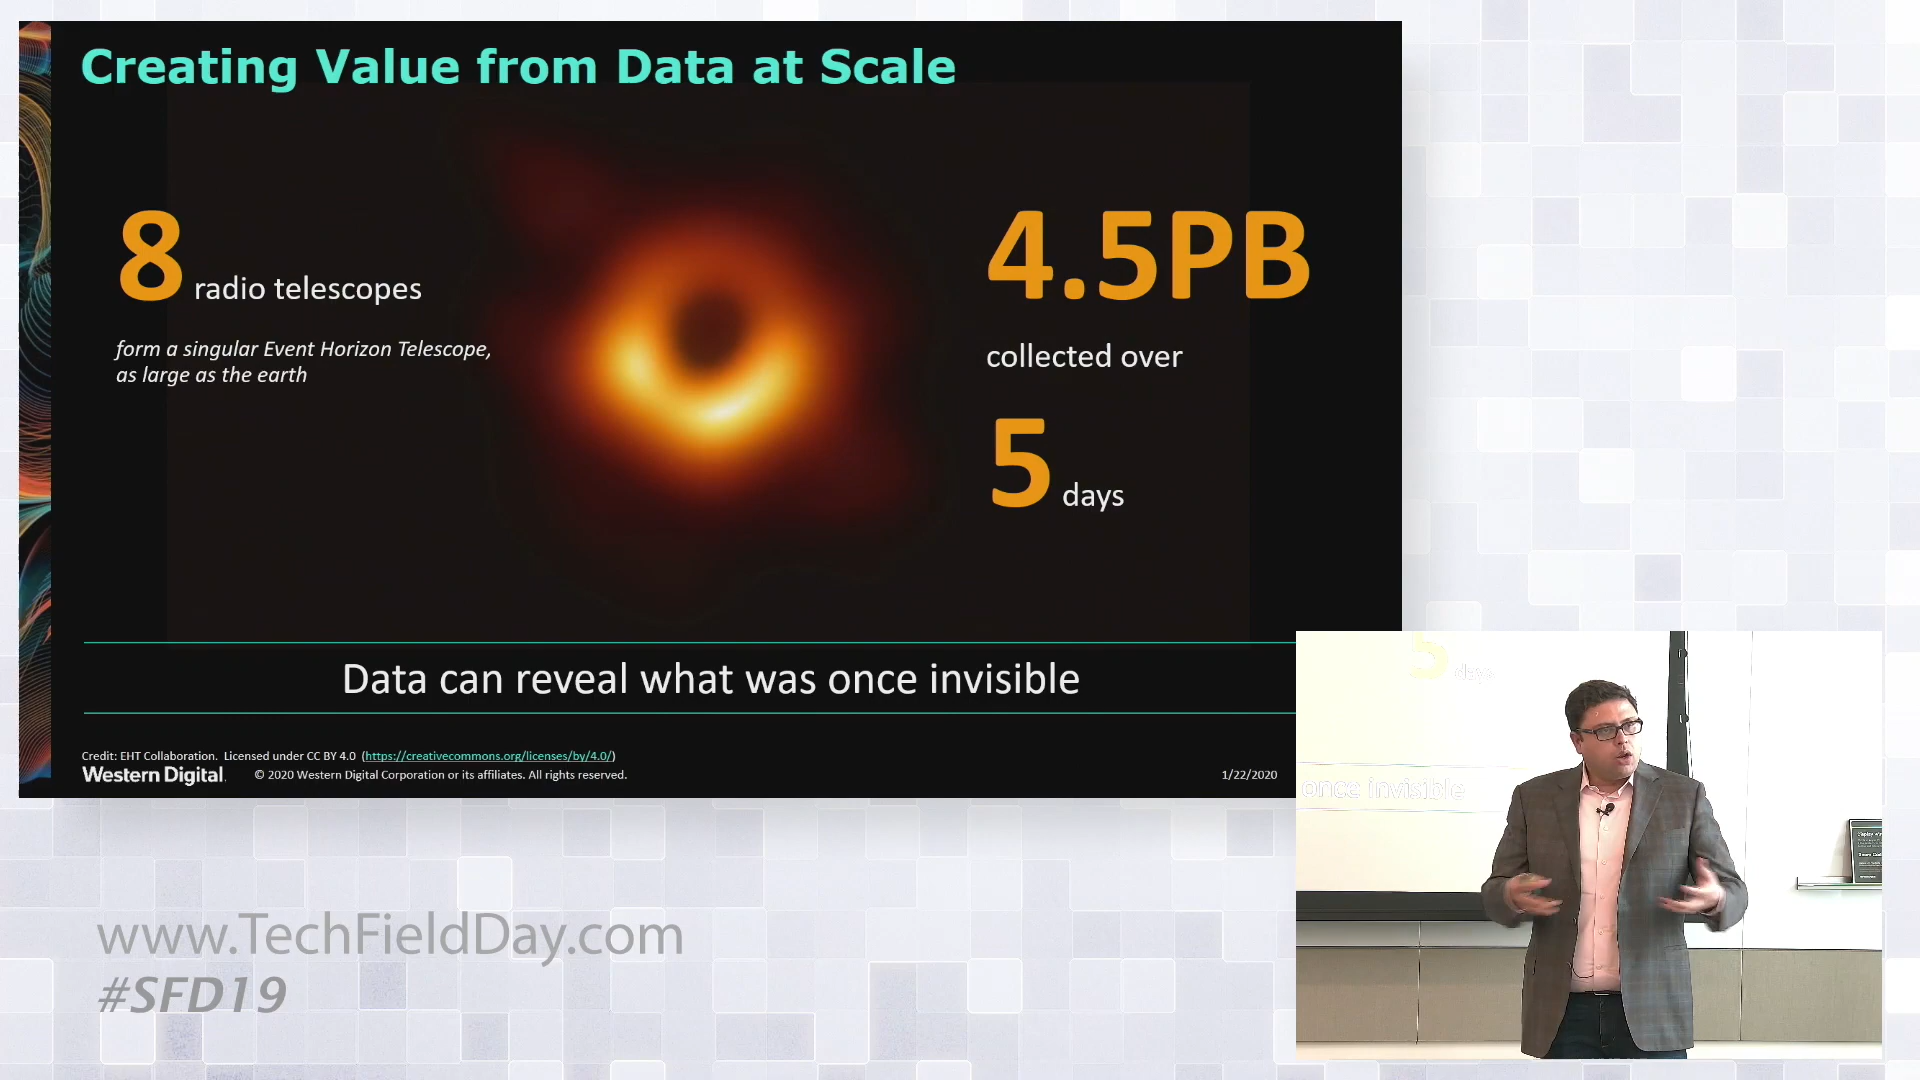 Creating Value from Data at Scale
8 radio telescopes
form a singular Event Horizon Telescope,
as large as the earth
4.5PB
collected over
5 days
Data can reveal what was once invisible
Credit: EHT Collaboration. Licensed under CC BY 4.0 (https://creativecommons.org/licenses/by/4.0/)
Western Digital. © 2020 Western Digital Corporation or its affiliates. All rights reserved. 1/22/2020
5 days
once invisible
www.TechFieldDay.com
#SFD19